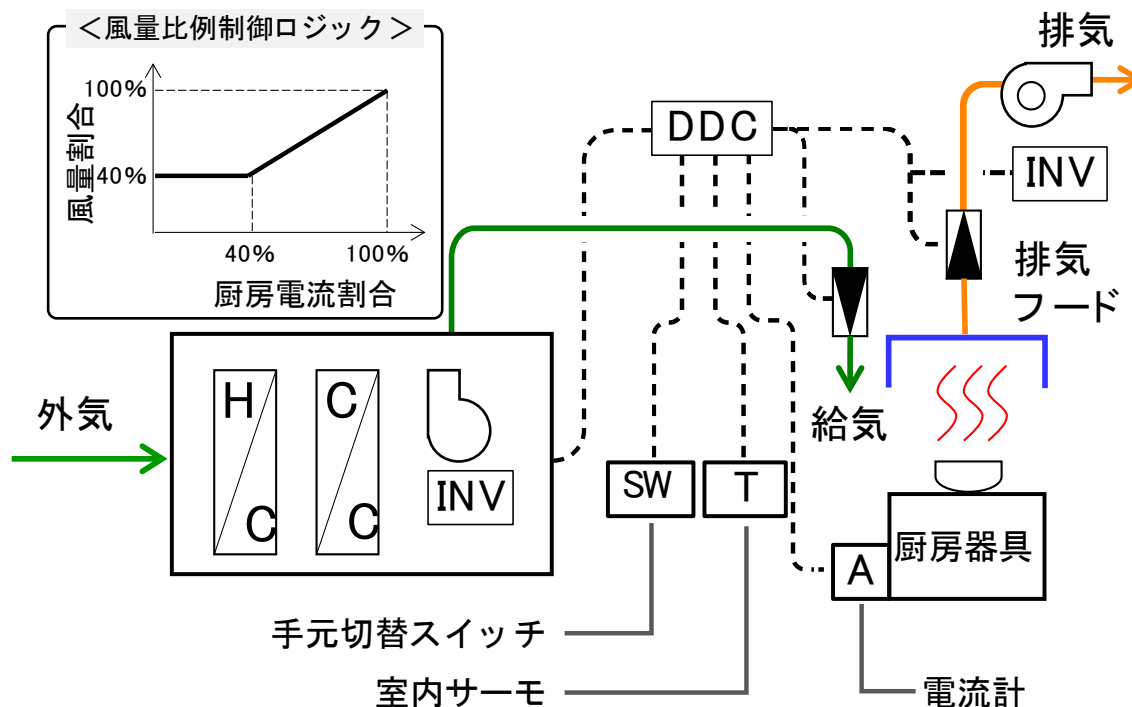 <風量比例制御ロジック>
100%
風量割合
40%
40%
100%
厨房電流割合
DDC
排気
INV
排気
フード
外気
H
C
C
C
INV
給気
SW
T
A
厨房器具
手元切替スイッチ
室内サーモ
電流計